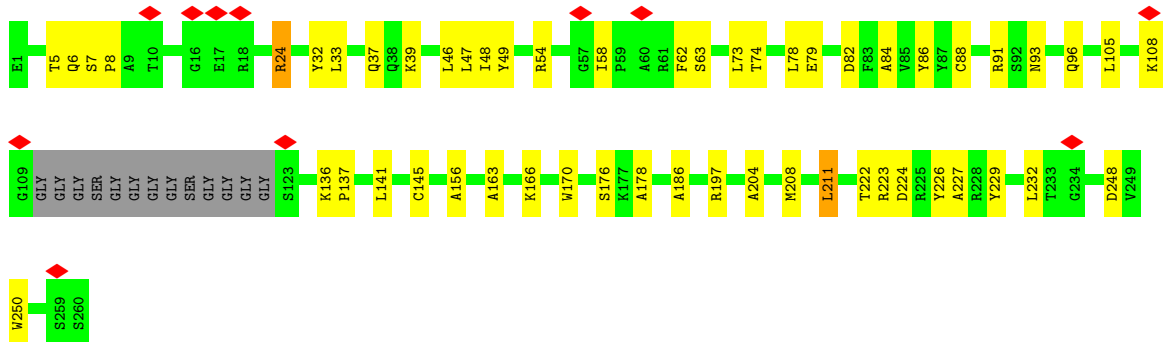 E1 T5 Q6 S7 P8 A9 T10 G16 E17 R18 R24 Y32 L33 Q37 Q38 K39 L46 L47 I48 Y49 R54 G57 I58 P59 A60 R61 F62 S63 L73 T74 L78 E79 D82 F83 A84 V85 Y86 Y87 C88 R91 S92 N93 Q96 L105 K108
G109 GLY GLY GLY SER GLY GLY GLY GLY SER GLY GLY GLY GLY S123 K136 P137 L141 C145 A156 A163 K166 W170 S176 K177 A178 A186 R197 A204 M208 L211 T222 R223 D224 R225 Y226 A227 R228 Y229 L232 T233 G234 D248 V249
W250 S259 S260